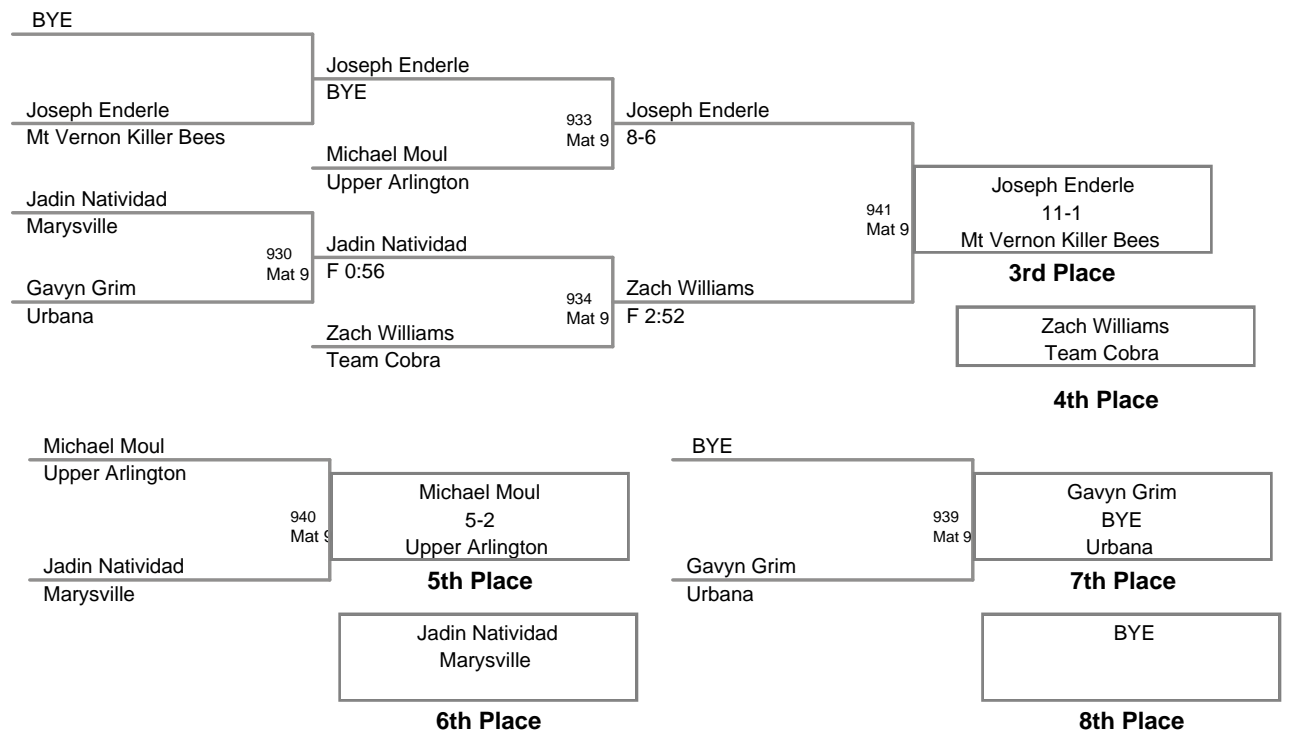 BYE
Joseph Enderle
BYE
Joseph Enderle
Mt Vernon Killer Bees
933
Mat 9
Joseph Enderle
8-6
Michael Moul
Upper Arlington
Jadin Natividad
Marysville
941
Mat 9
Joseph Enderle
11-1
Mt Vernon Killer Bees
3rd Place
930
Mat 9
Jadin Natividad
F 0:56
Gavyn Grim
Urbana
934
Mat 9
Zach Williams
F 2:52
Zach Williams
Team Cobra
Zach Williams
Team Cobra
4th Place
Michael Moul
Upper Arlington
940
Mat 9
Michael Moul
5-2
Upper Arlington
5th Place
Jadin Natividad
Marysville
Jadin Natividad
Marysville
6th Place
BYE
939
Mat 9
Gavyn Grim
BYE
Urbana
7th Place
Gavyn Grim
Urbana
BYE
8th Place